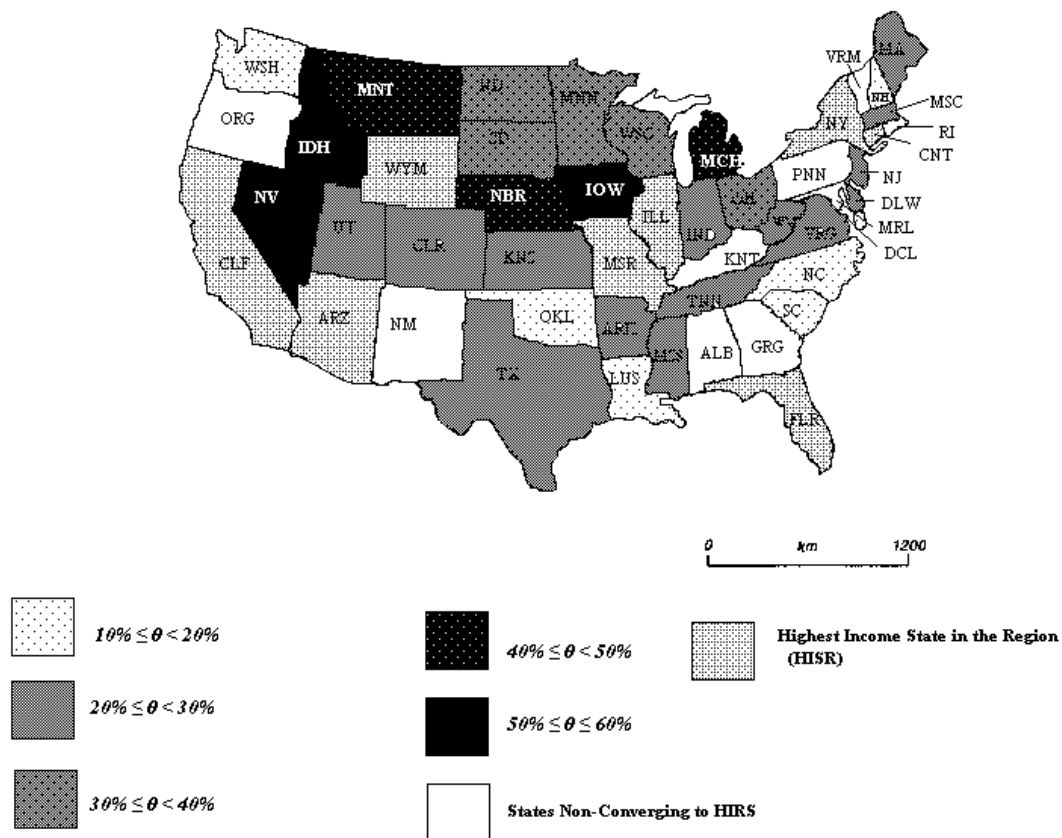 WSH
MNT
ND
MNN
VRM
MA
ORG
IDH
WYM
WSC
NH
MSC
NY
RI
CNT
MCH
PNN
NJ
NV
NBR
IOW
UT
CLR
ILL
IND
OH
DLW
MRL
VRG
DCL
KNS
MSR
KNT
CLF
NC
TNN
ARZ
NM
OKL
SC
MSS
ALB
GRG
TX
LUS
FLR
0 km 1200
10% ≤ θ < 20%
40% ≤ θ < 50%
Highest Income State in the Region
(HISR)
20% ≤ θ < 30%
50% ≤ θ ≤ 60%
30% ≤ θ < 40%
States Non-Converging to HIRS